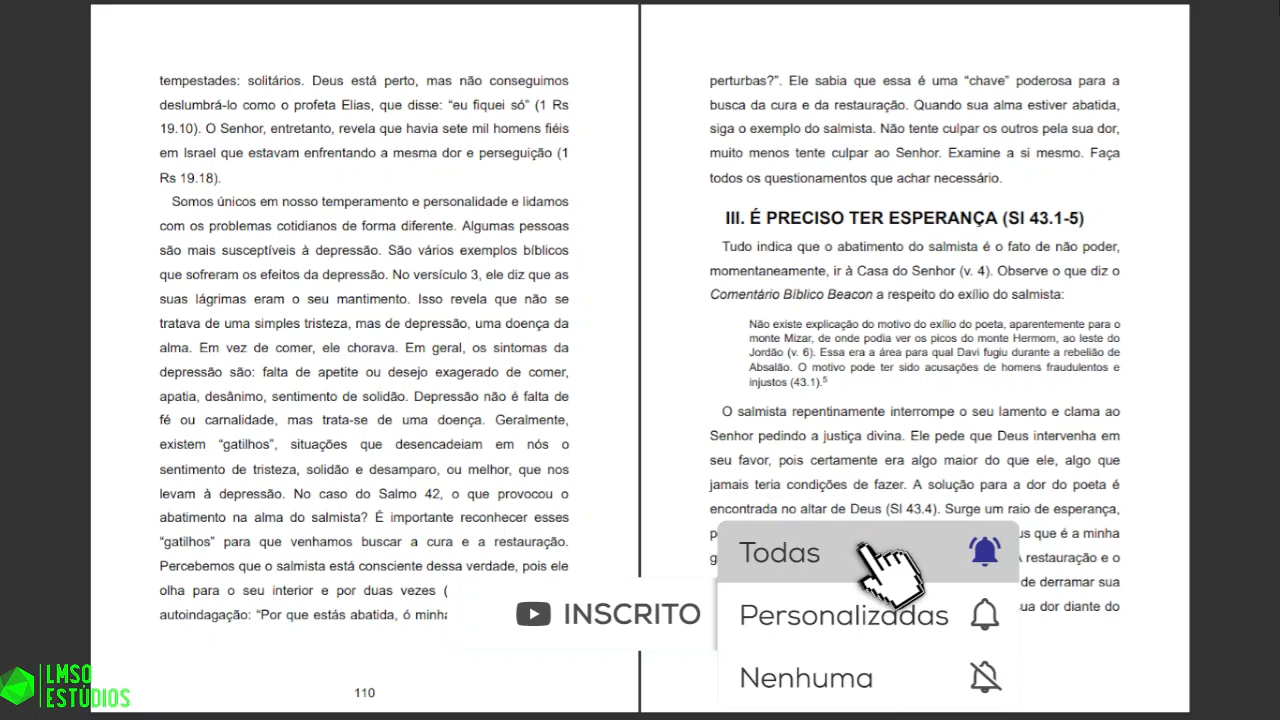 tempestades: solitários. Deus está perto, mas não conseguimos
deslumbrá-lo como o profeta Elias, que disse: “eu fiquei só” (1 Rs
19.10). O Senhor, entretanto, revela que havia sete mil homens fiéis
em Israel que estavam enfrentando a mesma dor e perseguição (1
Rs 19.18).
Somos únicos em nosso temperamento e personalidade e lidamos
com os problemas cotidianos de forma diferente. Algumas pessoas
são mais susceptíveis à depressão. São vários exemplos bíblicos
que sofreram os efeitos da depressão. No versículo 3, ele diz que as
suas lágrimas eram o seu mantimento. Isso revela que não se
tratava de uma simples tristeza, mas de depressão, uma doença da
alma. Em vez de comer, ele chorava. Em geral, os sintomas da
depressão são: falta de apetite ou desejo exagerado de comer,
apatia, desânimo, sentimento de solidão. Depressão não é falta de
fé ou carnalidade, mas trata-se de uma doença. Geralmente,
existem “gatilhos”, situações que desencadeiam em nós o
sentimento de tristeza, solidão e desamparo, ou melhor, que nos
levam à depressão. No caso do Salmo 42, o que provocou o
abatimento na alma do salmista? É importante reconhecer esses
“gatilhos” para que venhamos buscar a cura e a restauração.
Percebemos que o salmista está consciente dessa verdade, pois ele
olha para o seu interior e por duas vezes (
autoindagação: “Por que estás abatida, ó minha
110
perturbas?”. Ele sabia que essa é uma “chave” poderosa para a
busca da cura e da restauração. Quando sua alma estiver abatida,
siga o exemplo do salmista. Não tente culpar os outros pela sua dor,
muito menos tente culpar ao Senhor. Examine a si mesmo. Faça
todos os questionamentos que achar necessário.
III. É PRECISO TER ESPERANÇA (Sl 43.1-5)
Tudo indica que o abatimento do salmista é o fato de não poder,
momentaneamente, ir à Casa do Senhor (v. 4). Observe o que diz o
Comentário Bíblico Beacon a respeito do exílio do salmista:
Não existe explicação do motivo do exílio do poeta, aparentemente para o
monte Mizar, de onde podia ver os picos do monte Hermom, ao leste do
Jordão (v. 6). Essa era a área para qual Davi fugiu durante a rebelião de
Absalão. O motivo pode ter sido acusações de homens fraudulentos e
injustos (43.1).⁵
O salmista repentinamente interrompe o seu lamento e clama ao
Senhor pedindo a justiça divina. Ele pede que Deus intervenha em
seu favor, pois certamente era algo maior do que ele, algo que
jamais teria condições de fazer. A solução para a dor do poeta é
encontrada no altar de Deus (Sl 43.4). Surge um raio de esperança,
que é a minha
restauração e o
de derramar sua
sua dor diante do
INSCRITO
Todas
Personalizadas
Nenhuma
LMSO
ESTÚDIOS